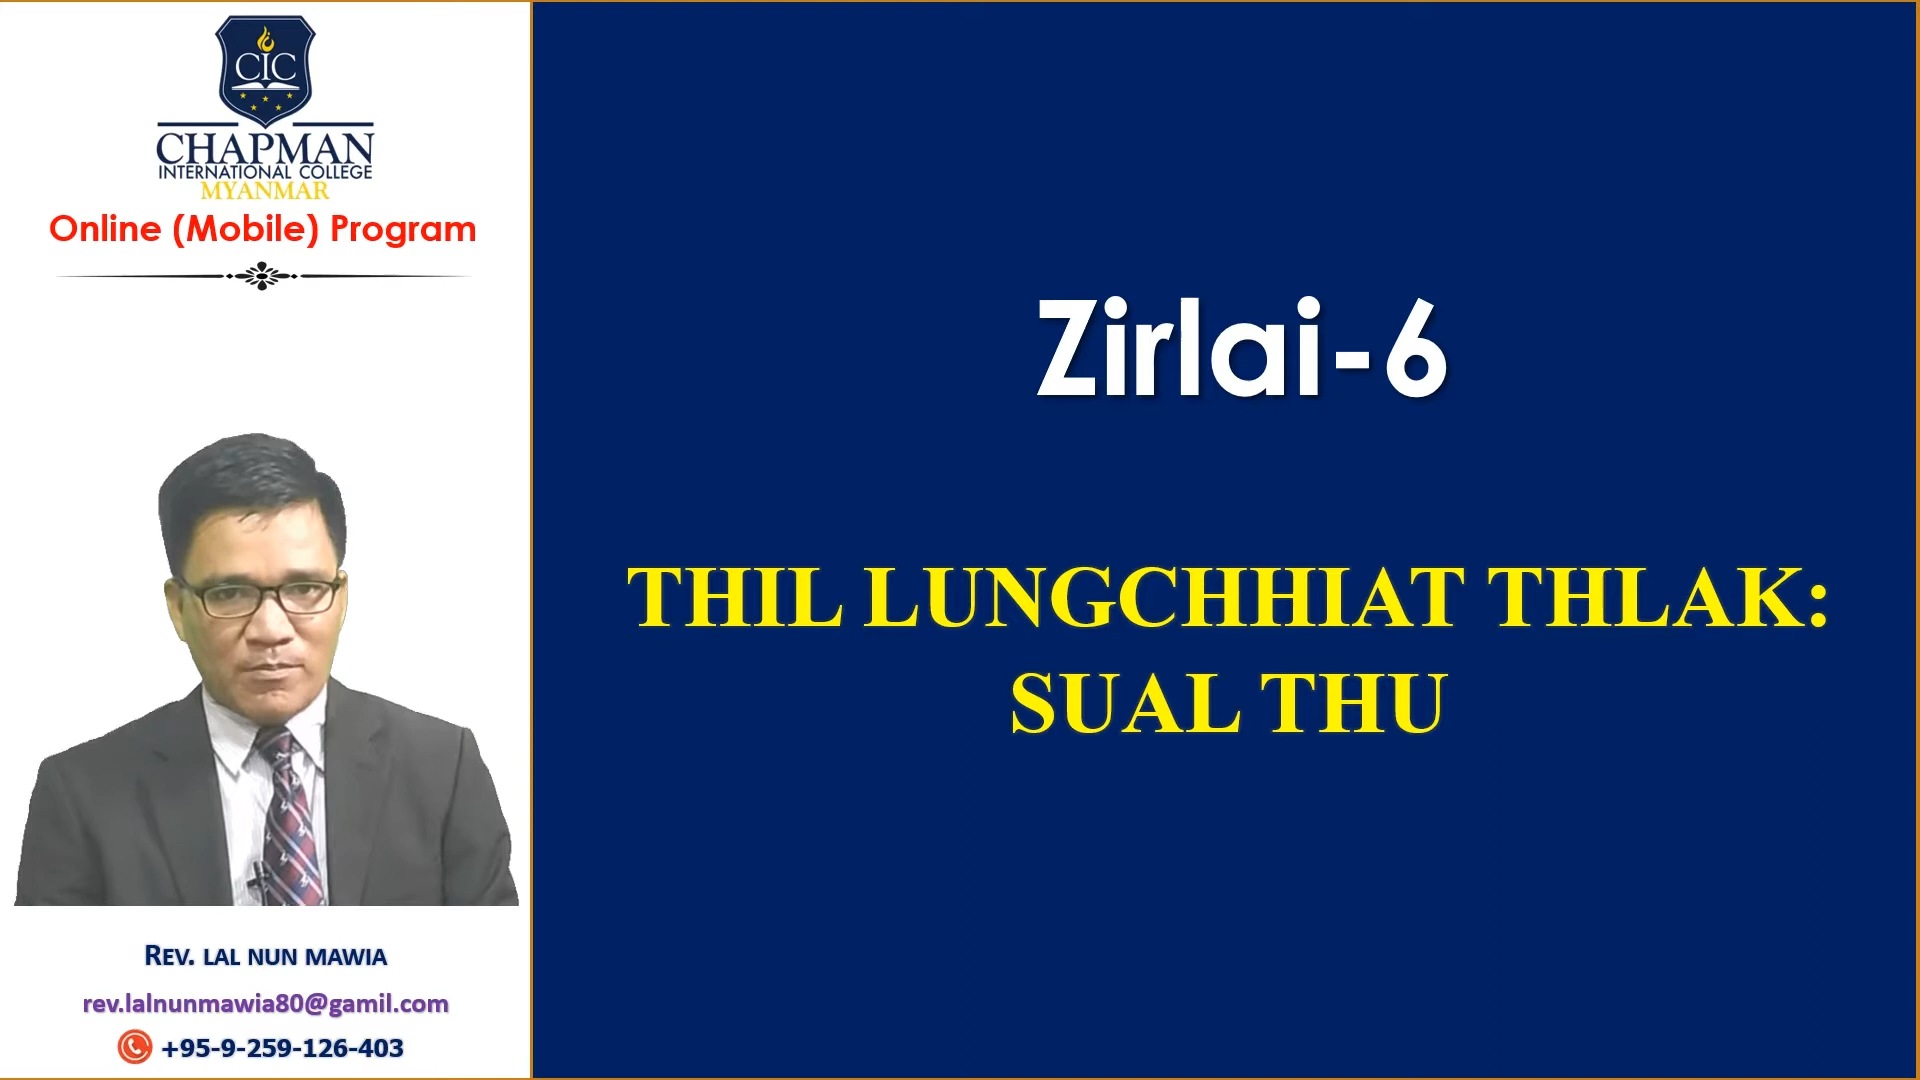 CIC
CHAPMAN
INTERNATIONAL COLLEGE
MYANMAR
Online (Mobile) Program
REV. LAL NUN MAWIA
rev.lalnunmawia80@gamil.com
+95-9-259-126-403
Zirlai-6
THIL LUNGCHHIAT THLAK:
SUAL THU